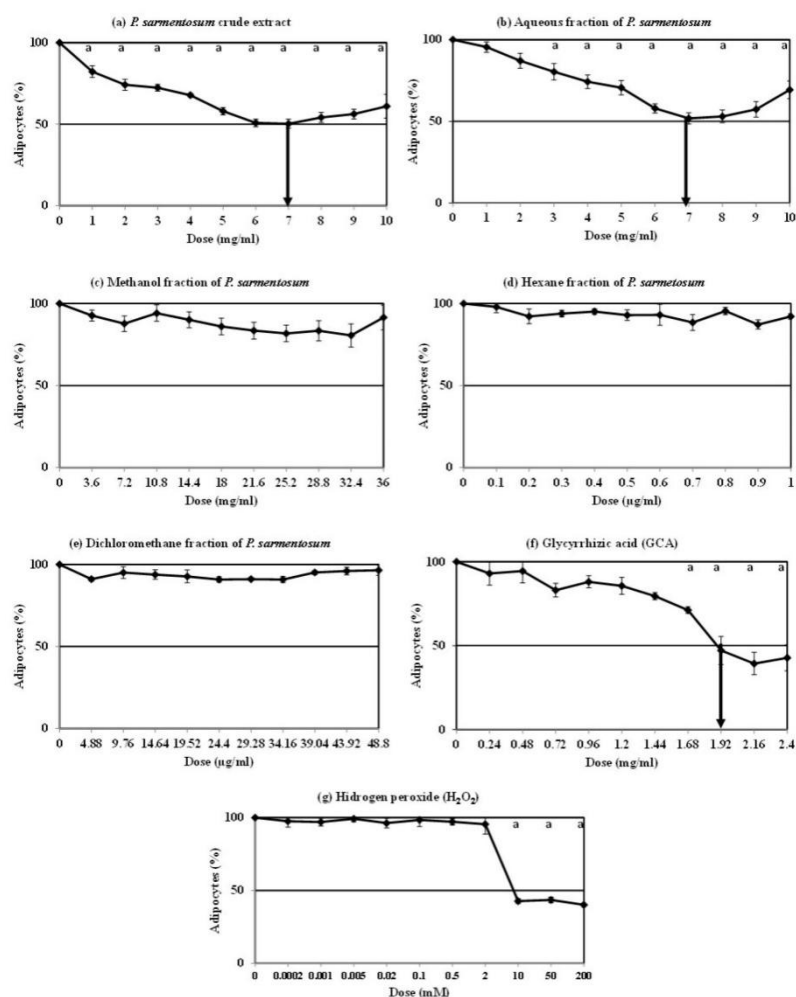 (a) P. sarmentosum crude extract
100
50
0
a a a a a a a a a a
Adipocytes (%)
0 1 2 3 4 5 6 7 8 9 10
Dose (mg/ml)
(b) Aqueous fraction of P. sarmentosum
100
50
0
a a a a a a a a
Adipocytes (%)
0 1 2 3 4 5 6 7 8 9 10
Dose (mg/ml)
(c) Methanol fraction of P. sarmentosum
100
50
0
Adipocytes (%)
0 3.6 7.2 10.8 14.4 18 21.6 25.2 28.8 32.4 36
Dose (mg/ml)
(d) Hexane fraction of P. sarmetosum
100
50
0
Adipocytes (%)
0 0.1 0.2 0.3 0.4 0.5 0.6 0.7 0.8 0.9 1
Dose (µg/ml)
(e) Dichloromethane fraction of P. sarmentosum
100
50
0
Adipocytes (%)
0 4.88 9.76 14.64 19.52 24.4 29.28 34.16 39.04 43.92 48.8
Dose (µg/ml)
(f) Glycyrrhizic acid (GCA)
100
50
0
a a a a
Adipocytes (%)
0 0.24 0.48 0.72 0.96 1.2 1.44 1.68 1.92 2.16 2.4
Dose (mg/ml)
(g) Hidrogen peroxide (H₂O₂)
100
50
0
a a a
Adipocytes (%)
0 0.0002 0.001 0.005 0.02 0.1 0.5 2 10 50 200
Dose (mM)